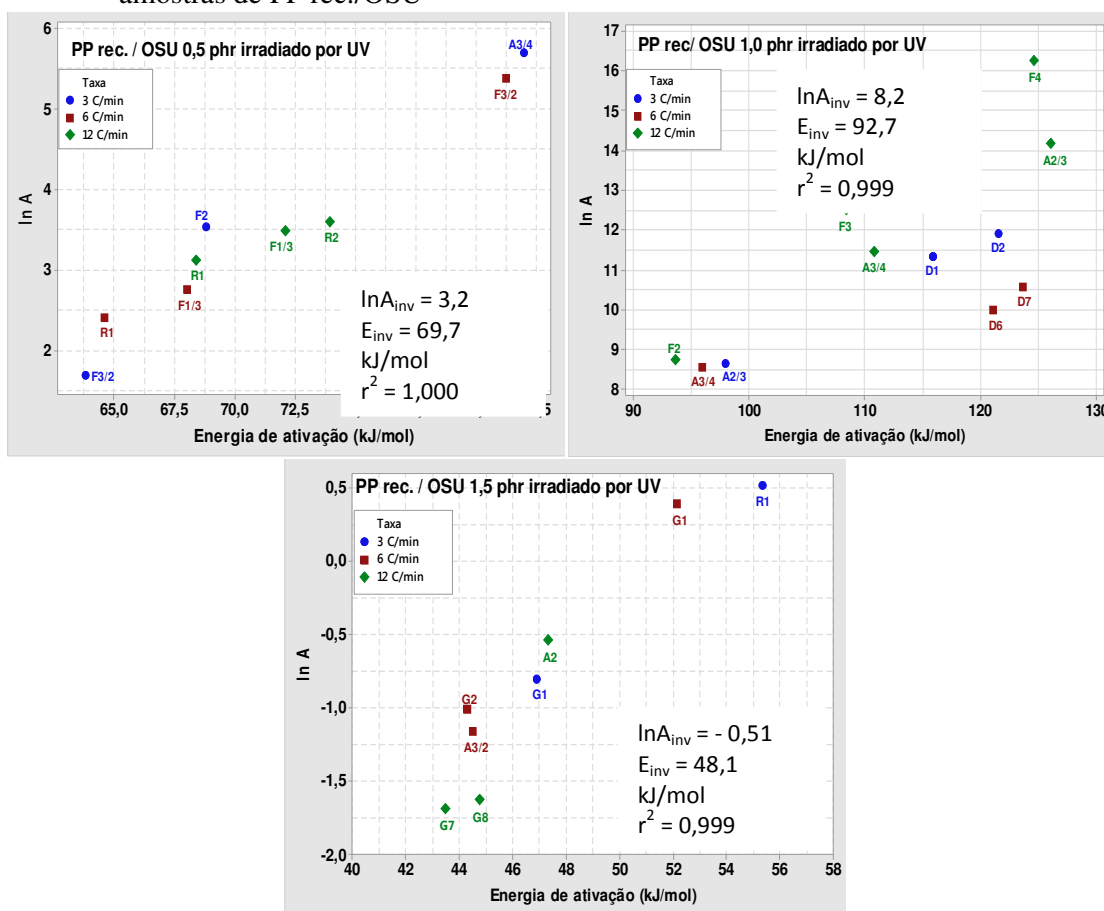 amostras de PP rec./OSU
PP rec. / OSU 0,5 phr irradiado por UV
Taxa
3 C/min
6 C/min
12 C/min
ln A
6
5
4
3
2
A3/4
F3/2
F2
R2
F1/3
R1
F1/3
R1
F3/2
lnAinv = 3,2
Einv = 69,7
kJ/mol
r2 = 1,000
65,0 67,5 70,0 72,5
Energia de ativação (kJ/mol)
PP rec/ OSU 1,0 phr irradiado por UV
Taxa
3 C/min
6 C/min
12 C/min
ln A
17
16
15
14
13
12
11
10
9
8
lnAinv = 8,2
Einv = 92,7
kJ/mol
r2 = 0,999
F4
A2/3
F3
D2
A3/4
D1
D7
D6
F2
A3/4
A2/3
90 100 110 120 130
Energia de ativação (kJ/mol)
PP rec. / OSU 1,5 phr irradiado por UV
Taxa
3 C/min
6 C/min
12 C/min
ln A
0,5
0,0
-0,5
-1,0
-1,5
-2,0
R1
G1
A2
G1
G2
A3/2
G7
G8
lnAinv = - 0,51
Einv = 48,1
kJ/mol
r2 = 0,999
40 42 44 46 48 50 52 54 56 58
Energia de ativação (kJ/mol)